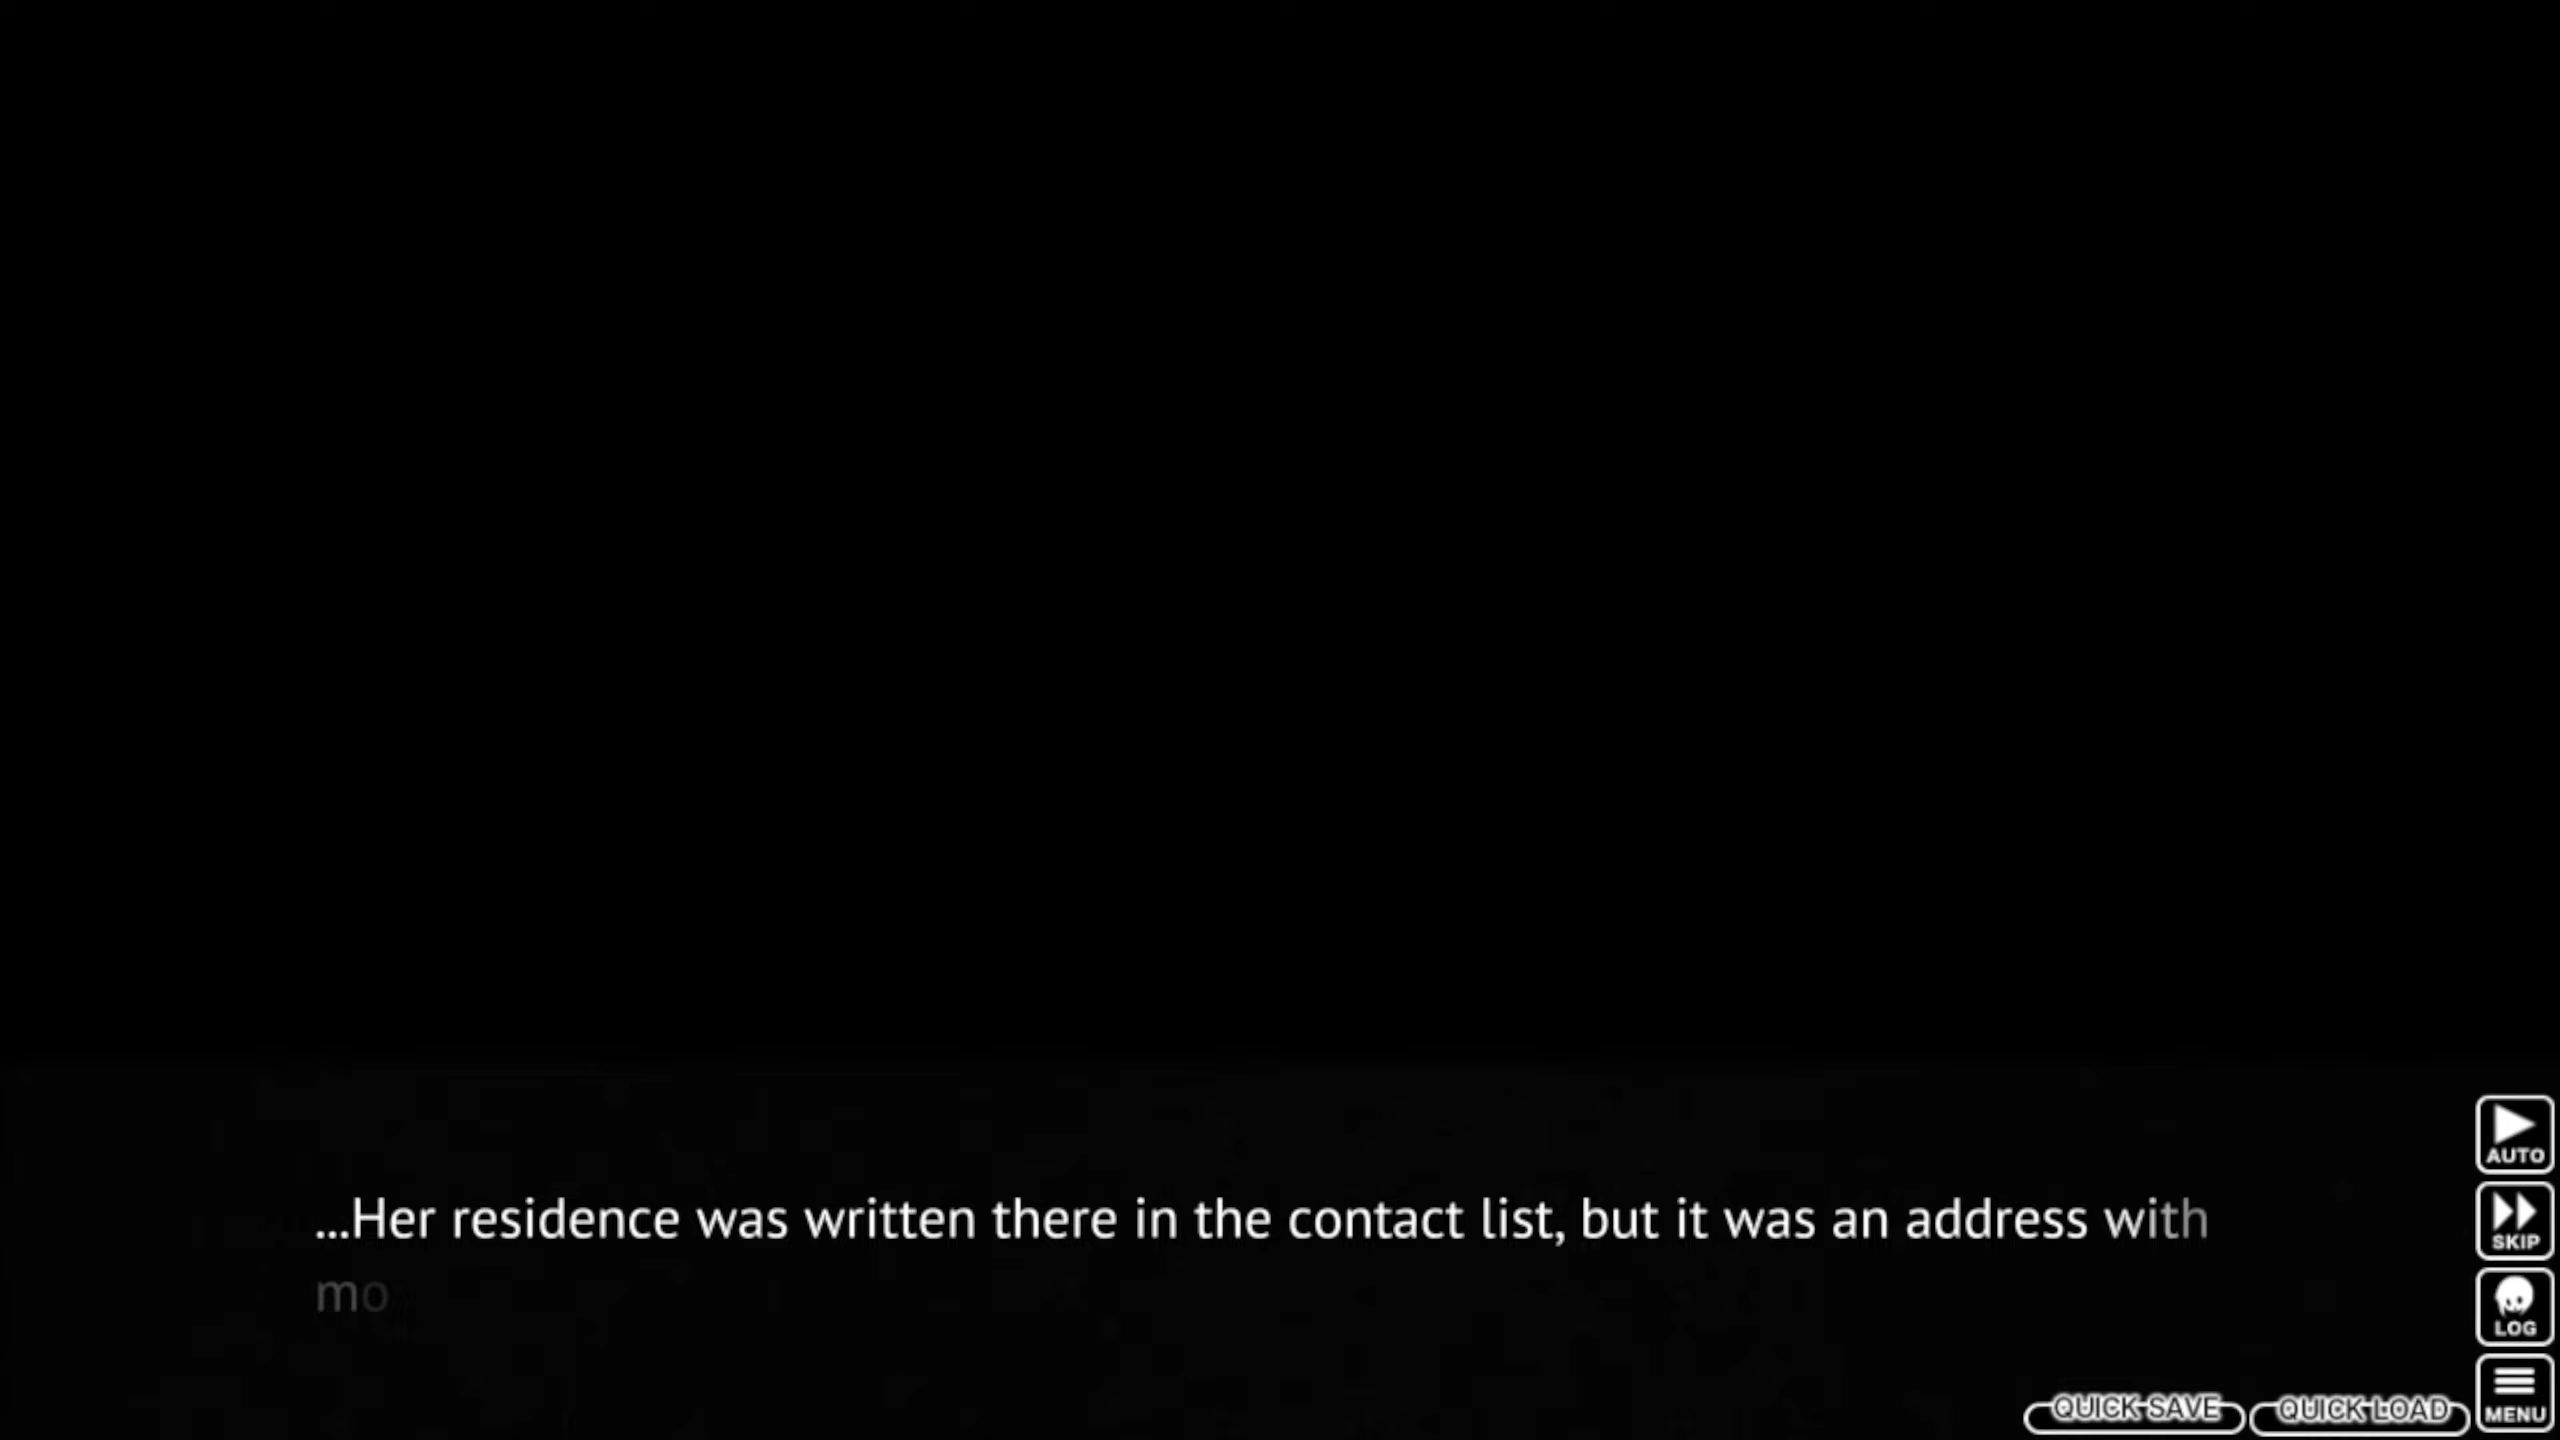 ...Her residence was written there in the contact list, but it was an address with
mo
AUTO
SKIP
LOG
MENU
QUICK SAVE
QUICK LOAD